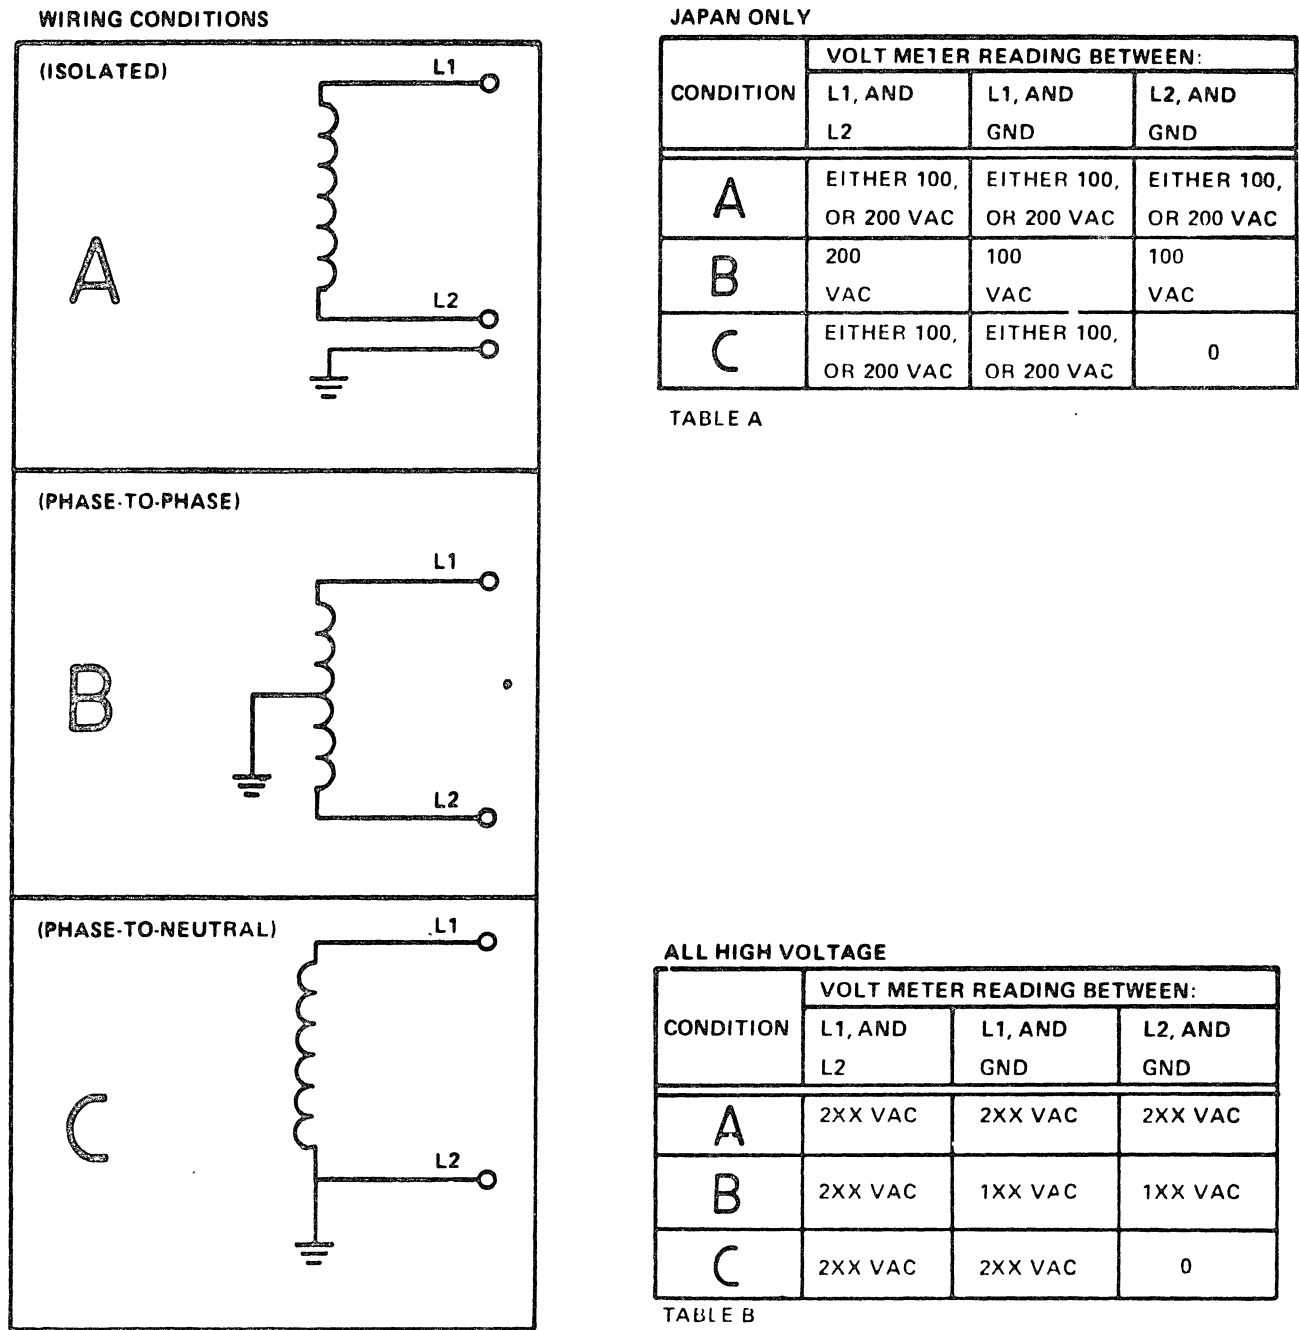 WIRING CONDITIONS
(ISOLATED)
L1
A
L2
(PHASE-TO-PHASE)
L1
B
L2
(PHASE-TO-NEUTRAL)
L1
C
L2
JAPAN ONLY
VOLT METER READING BETWEEN:
CONDITION L1, AND L1, AND L2, AND
L2 GND GND
A EITHER 100, EITHER 100, EITHER 100,
OR 200 VAC OR 200 VAC OR 200 VAC
B 200 100 100
VAC VAC VAC
C EITHER 100, EITHER 100, 0
OR 200 VAC OR 200 VAC
TABLE A
ALL HIGH VOLTAGE
VOLT METER READING BETWEEN:
CONDITION L1, AND L1, AND L2, AND
L2 GND GND
A 2XX VAC 2XX VAC 2XX VAC
B 2XX VAC 1XX VAC 1XX VAC
C 2XX VAC 2XX VAC 0
TABLE B